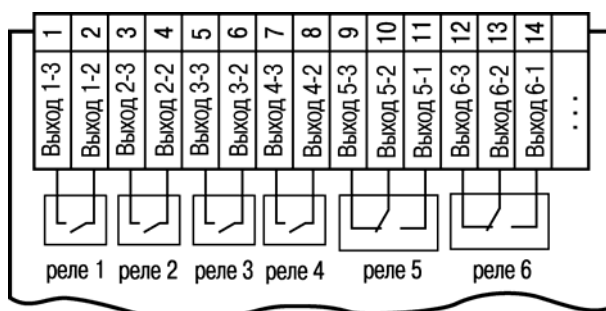 1 2 3 4 5 6 7 8 9 10 11 12 13 14
Выход 1-3
Выход 1-2
Выход 2-3
Выход 2-2
Выход 3-3
Выход 3-2
Выход 4-3
Выход 4-2
Выход 5-3
Выход 5-2
Выход 5-1
Выход 6-3
Выход 6-2
Выход 6-1
...
реле 1 реле 2 реле 3 реле 4 реле 5 реле 6